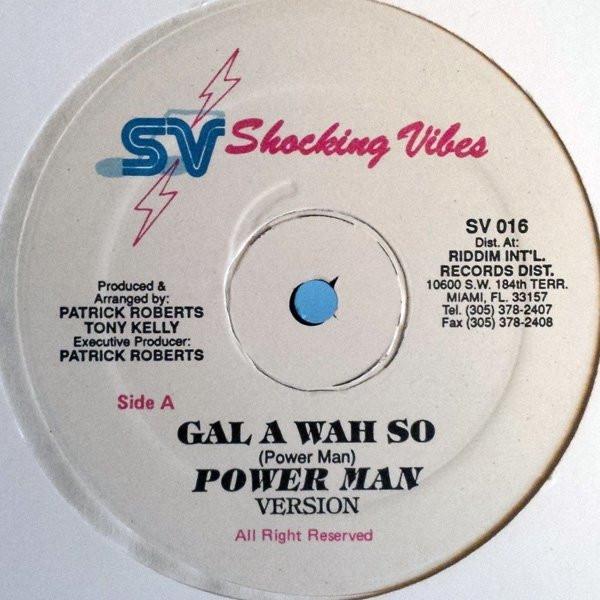 SV Shocking Vibes
SV 016
Dist. At:
RIDDIM INT'L.
RECORDS DIST.
10600 S.W. 184th TERR.
MIAMI, FL. 33157
Tel. (305) 378-2407
Fax (305) 378-2408
Produced &
Arranged by:
PATRICK ROBERTS
TONY KELLY
Executive Producer:
PATRICK ROBERTS
Side A
GAL A WAH SO
(Power Man)
POWER MAN
VERSION
All Right Reserved